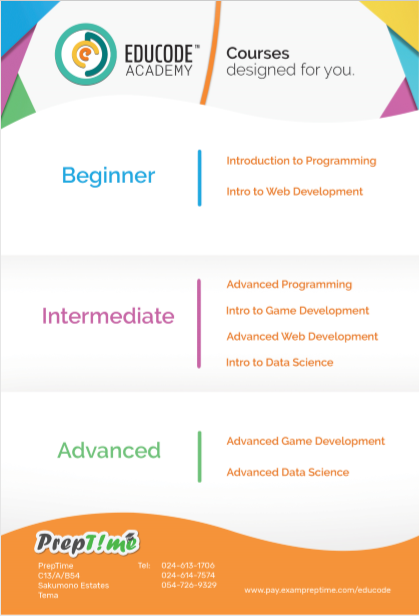 EDUCODE™
ACADEMY
Courses
designed for you.
Beginner
Introduction to Programming
Intro to Web Development
Intermediate
Advanced Programming
Intro to Game Development
Advanced Web Development
Intro to Data Science
Advanced
Advanced Game Development
Advanced Data Science
PrepT!me
PrepTime
C13/A/B54
Sakumono Estates
Tema
Tel: 024-613-1706
024-614-7574
054-726-9329
www.pay.exampreptime.com/educode